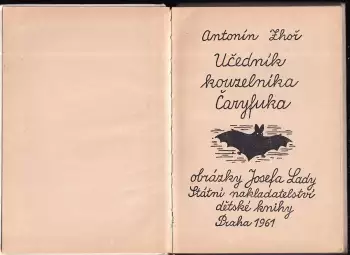 Antonín Zhoř
Učedník
kouzelníka
Čaryfuka
obrázky Josefa Lady
Státní nakladatelství
dětské knihy
Praha 1961